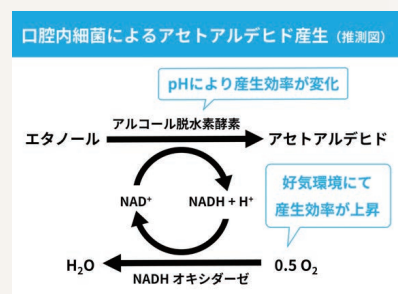 口腔内細菌によるアセトアルデヒド産生（推測図）
pHにより産生効率が変化
アルコール脱水素酵素
エタノール アセトアルデヒド
好気環境にて
産生効率が上昇
NAD⁺ NADH + H⁺
H₂O 0.5 O₂
NADH オキシダーゼ